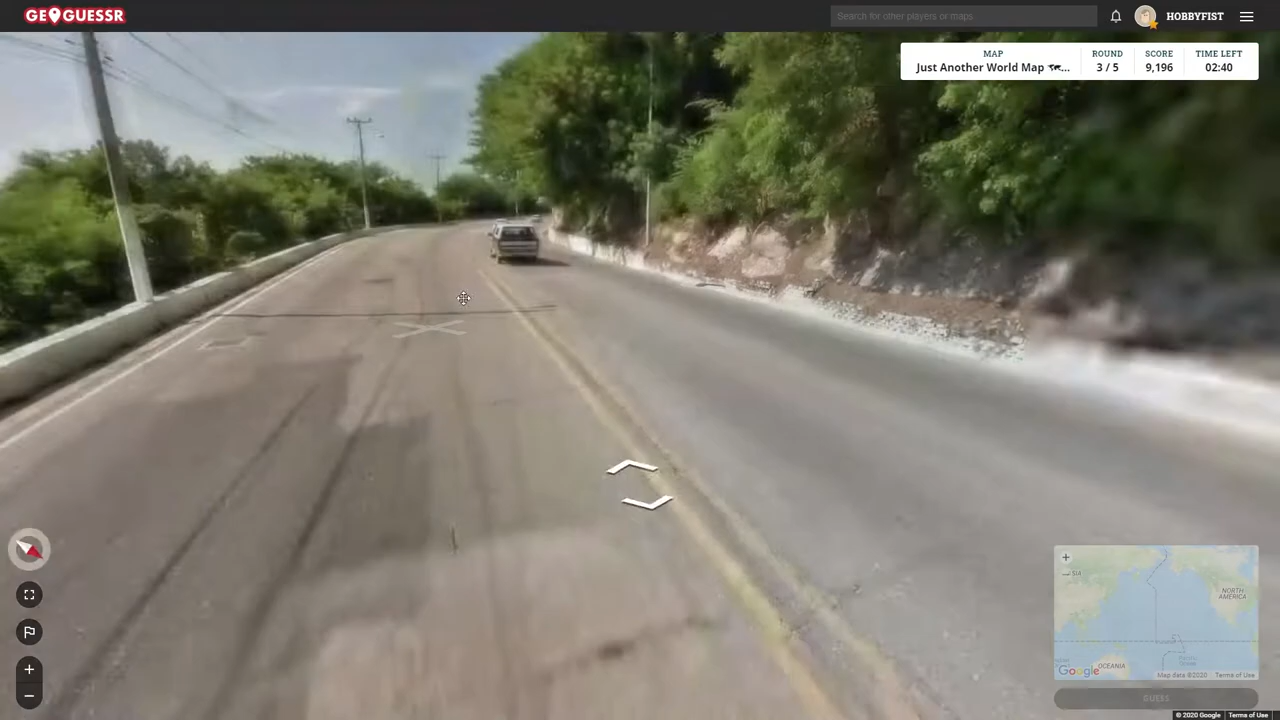 GEOGUESSR
Search for other players or maps
HOBBYFIST
MAP
Just Another World Map 🗺...
ROUND
3 / 5
SCORE
9,196
TIME LEFT
02:40
SIA
NORTH
AMERICA
OCEANIA
Google
Map data ©2020
Terms of Use
GUESS
© 2020 Google
Terms of Use